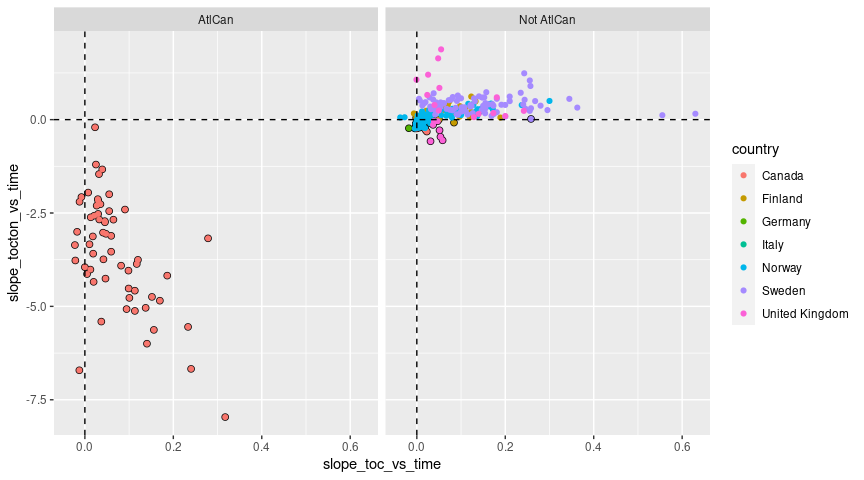 AtlCan
Not AtlCan
0.0
-2.5
-5.0
-7.5
slope_tocton_vs_time
0.0 0.2 0.4 0.6
0.0 0.2 0.4 0.6
slope_toc_vs_time
country
Canada
Finland
Germany
Italy
Norway
Sweden
United Kingdom